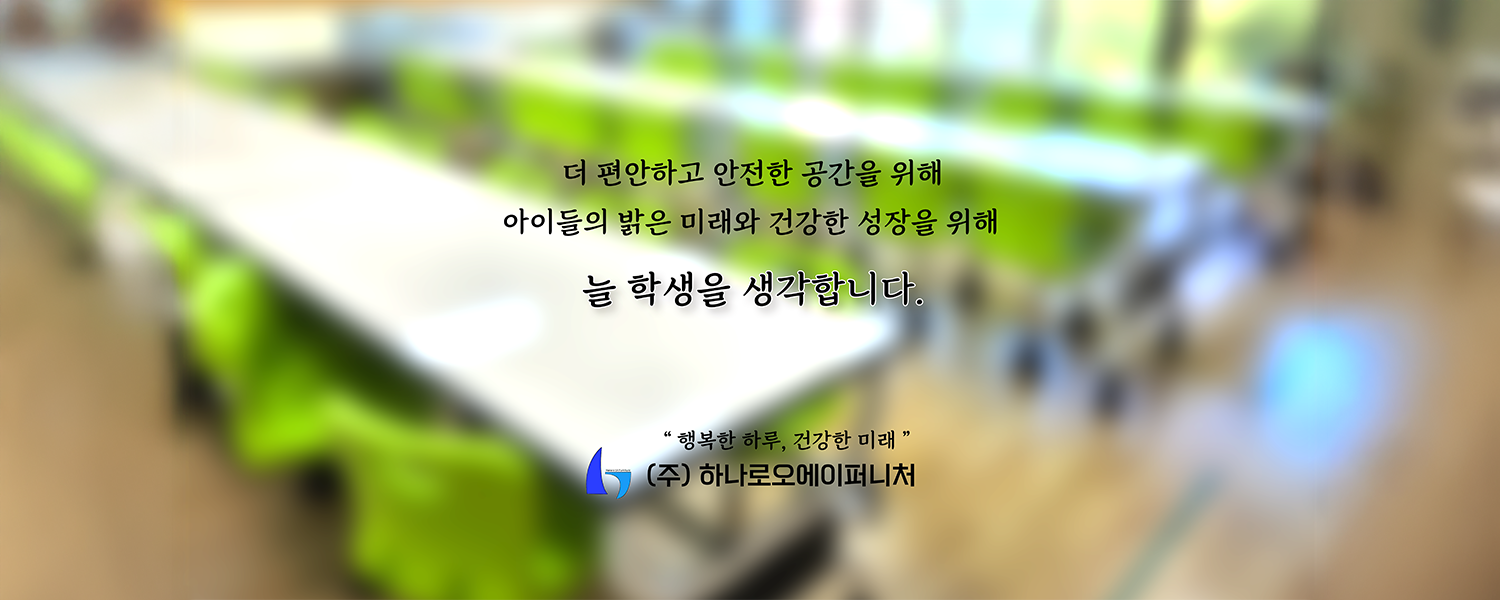 더 편안하고 안전한 공간을 위해
아이들의 밝은 미래와 건강한 성장을 위해
늘 학생을 생각합니다.
“ 행복한 하루, 건강한 미래 ”
(주) 하나로오에이퍼니처